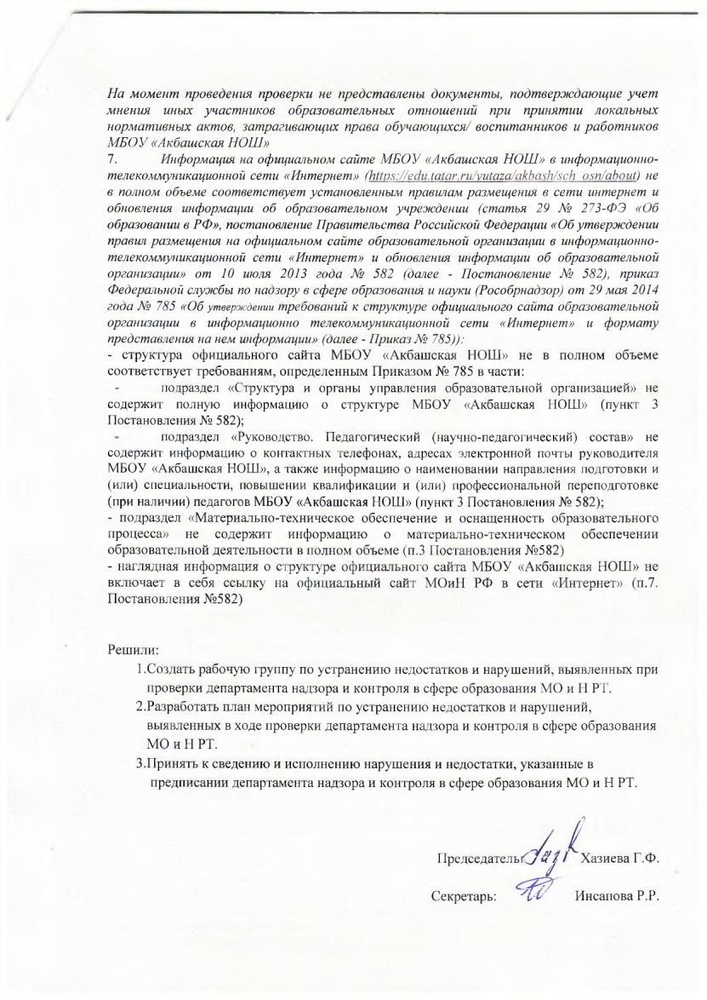 На момент проведения проверки не представлены документы, подтверждающие учет
мнения иных участников образовательных отношений при принятии локальных
нормативных актов, затрагивающих права обучающихся/ воспитанников и работников
МБОУ «Акбашская НОШ»
7. Информация на официальном сайте МБОУ «Акбашская НОШ» в информационно-
телекоммуникационной сети «Интернет» (https://edu.tatar.ru/yutaza/akbash/sch_osn/about) не
в полном объеме соответствует установленным правилам размещения в сети интернет и
обновления информации об образовательном учреждении (статья 29 № 273-ФЭ «Об
образовании в РФ», постановление Правительства Российской Федерации «Об утверждении
правил размещения на официальном сайте образовательной организации в информационно-
телекоммуникационной сети «Интернет» и обновления информации об образовательной
организации» от 10 июля 2013 года № 582 (далее - Постановление № 582), приказ
Федеральной службы по надзору в сфере образования и науки (Рособрнадзор) от 29 мая 2014
года № 785 «Об утверждении требований к структуре официального сайта образовательной
организации в информационно телекоммуникационной сети «Интернет» и формату
представления на нем информации» (далее - Приказ № 785)):
- структура официального сайта МБОУ «Акбашская НОШ» не в полном объеме
соответствует требованиям, определенным Приказом № 785 в части:
- подраздел «Структура и органы управления образовательной организацией» не
содержит полную информацию о структуре МБОУ «Акбашская НОШ» (пункт 3
Постановления № 582);
- подраздел «Руководство. Педагогический (научно-педагогический) состав» не
содержит информацию о контактных телефонах, адресах электронной почты руководителя
МБОУ «Акбашская НОШ», а также информацию о наименовании направления подготовки и
(или) специальности, повышении квалификации и (или) профессиональной переподготовке
(при наличии) педагогов МБОУ «Акбашская НОШ» (пункт 3 Постановления № 582);
- подраздел «Материально-техническое обеспечение и оснащенность образовательного
процесса» не содержит информацию о материально-техническом обеспечении
образовательной деятельности в полном объеме (п.3 Постановления №582)
- наглядная информация о структуре официального сайта МБОУ «Акбашская НОШ» не
включает в себя ссылку на официальный сайт МОиН РФ в сети «Интернет» (п.7.
Постановления №582)
Решили:
1.Создать рабочую группу по устранению недостатков и нарушений, выявленных при
проверки департамента надзора и контроля в сфере образования МО и Н РТ.
2.Разработать план мероприятий по устранению недостатков и нарушений,
выявленных в ходе проверки департамента надзора и контроля в сфере образования
МО и Н РТ.
3.Принять к сведению и исполнению нарушения и недостатки, указанные в
предписании департамента надзора и контроля в сфере образования МО и Н РТ.
Председатель: Хазиева Г.Ф.
Секретарь: Инсапова Р.Р.